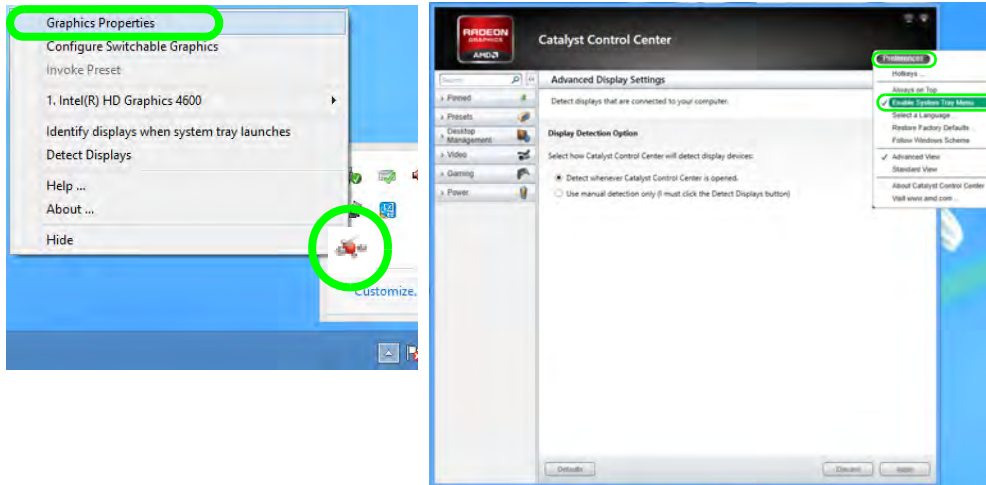 Graphics Properties
Configure Switchable Graphics
Invoke Preset
1. Intel(R) HD Graphics 4600
Identify displays when system tray launches
Detect Displays
Help ...
About ...
Hide
Customize.
RADEON
GRAPHICS
AMD
Catalyst Control Center
Preferences
Search
Advanced Display Settings
Pinned
Presets
Desktop
Management
Video
Gaming
Power
Detect displays that are connected to your computer.
Display Detection Option
Select how Catalyst Control Center will detect display devices:
Detect whenever Catalyst Control Center is opened.
Use manual detection only (I must click the Detect Displays button)
Hotkeys ...
Always on Top
Enable System Tray Menu
Select a Language ...
Restore Factory Defaults ...
Follow Windows Schema
Advanced View
Standard View
About Catalyst Control Center
Visit www.amd.com ...
Defaults
Discard
Apply